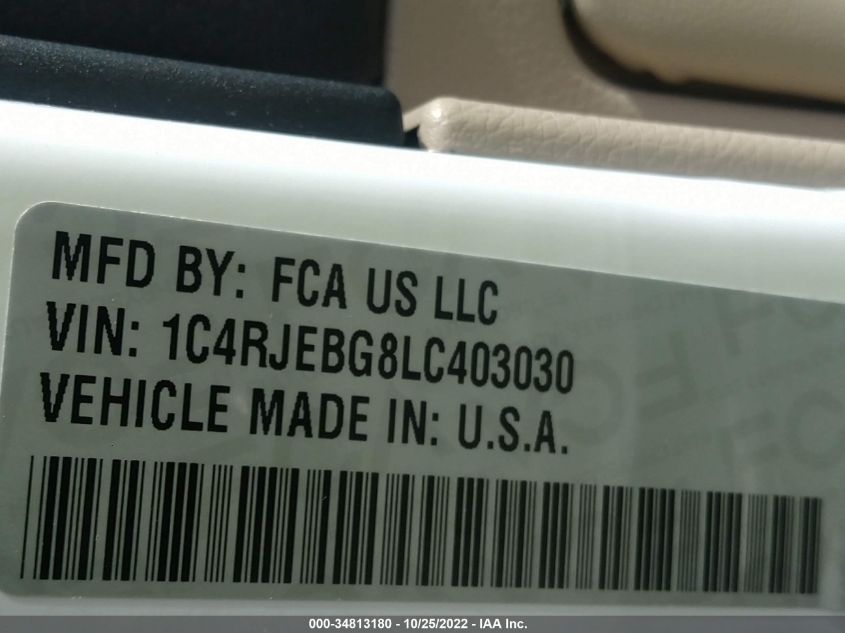 MFD BY: FCA US LLC
VIN: 1C4RJEBG8LC403030
VEHICLE MADE IN: U.S.A.
000-34813180 - 10/25/2022 - IAA Inc.